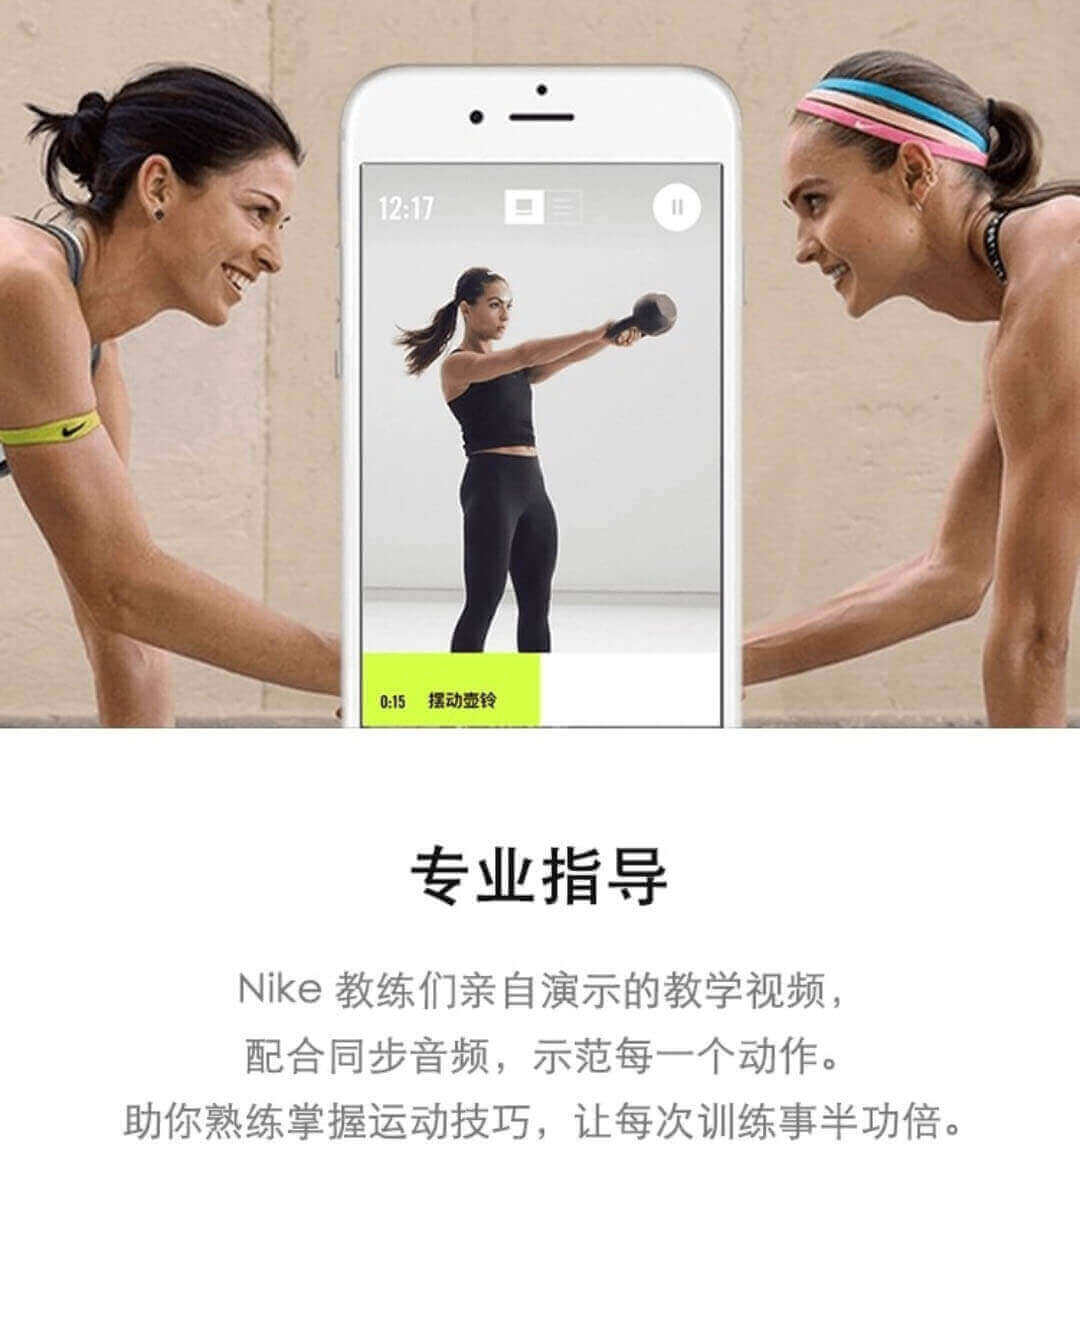 12:17
0:15 摆动壶铃
专业指导
Nike 教练们亲自演示的教学视频，
配合同步音频，示范每一个动作。
助你熟练掌握运动技巧，让每次训练事半功倍。